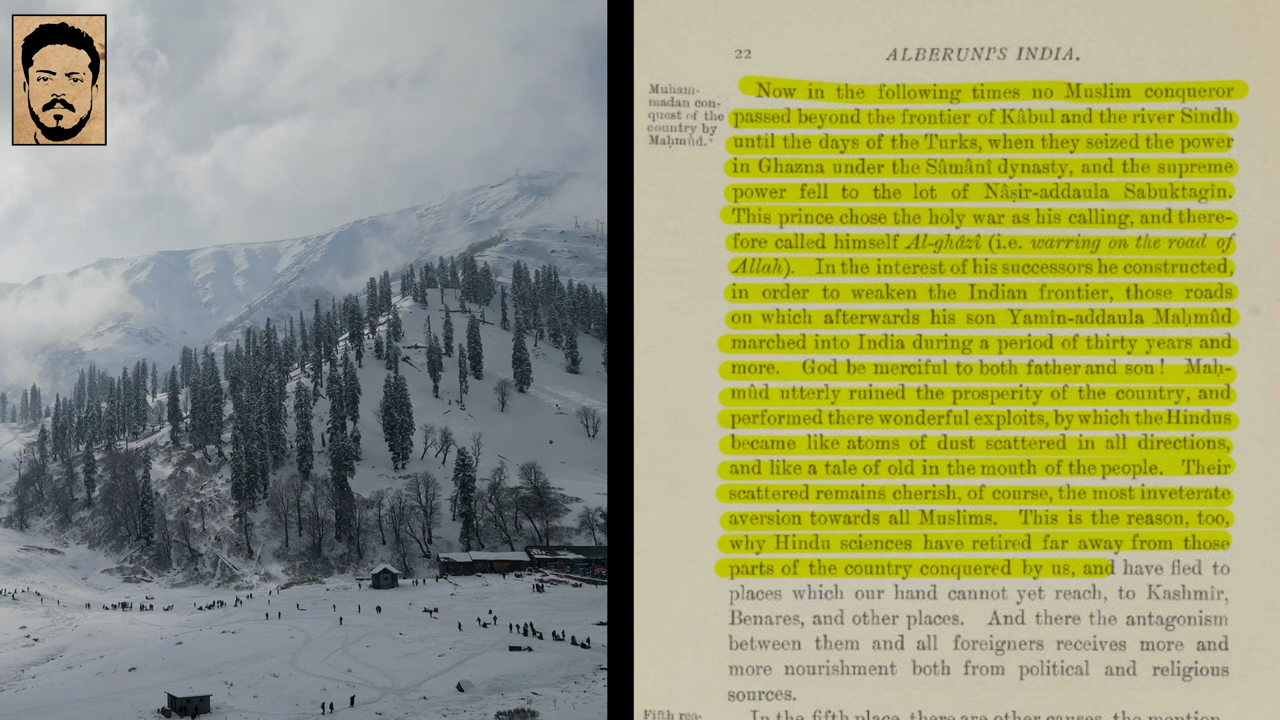 22
ALBERUNI'S INDIA.
Muham-
madan con-
quest of the
country by
Maḥmûd.
Now in the following times no Muslim conqueror
passed beyond the frontier of Kâbul and the river Sindh
until the days of the Turks, when they seized the power
in Ghazna under the Sâmânî dynasty, and the supreme
power fell to the lot of Nâṣir-addaula Sabuktagîn.
This prince chose the holy war as his calling, and there-
fore called himself Al-ghâzî (i.e. warring on the road of
Allah). In the interest of his successors he constructed,
in order to weaken the Indian frontier, those roads
on which afterwards his son Yamîn-addaula Maḥmûd
marched into India during a period of thirty years and
more. God be merciful to both father and son! Maḥ-
mûd utterly ruined the prosperity of the country, and
performed there wonderful exploits, by which the Hindus
became like atoms of dust scattered in all directions,
and like a tale of old in the mouth of the people. Their
scattered remains cherish, of course, the most inveterate
aversion towards all Muslims. This is the reason, too,
why Hindu sciences have retired far away from those
parts of the country conquered by us, and have fled to
places which our hand cannot yet reach, to Kashmîr,
Benares, and other places. And there the antagonism
between them and all foreigners receives more and
more nourishment both from political and religious
sources.
Fifth rea-
In the fifth place, there are other causes, the